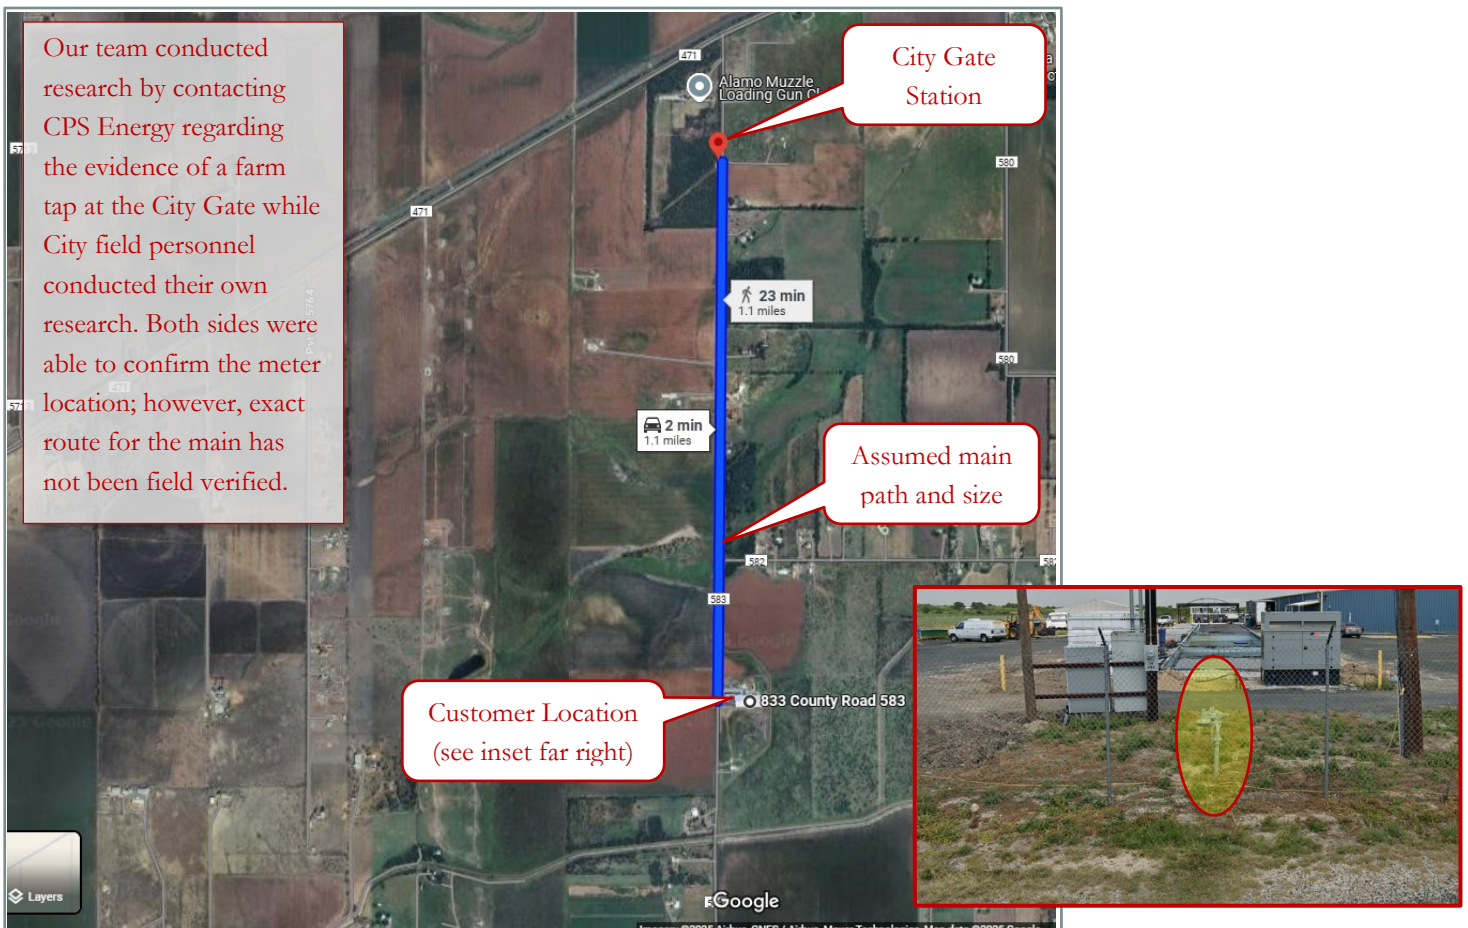 Our team conducted
research by contacting
CPS Energy regarding
the evidence of a farm
tap at the City Gate while
City field personnel
conducted their own
research. Both sides were
able to confirm the meter
location; however, exact
route for the main has
not been field verified.
City Gate
Station
471
Alamo Muzzle
Loading Gun
580
471
23 min
1.1 miles
580
471
2 min
1.1 miles
Assumed main
path and size
582
583
833 County Road 583
Customer Location
(see inset far right)
Layers
Google